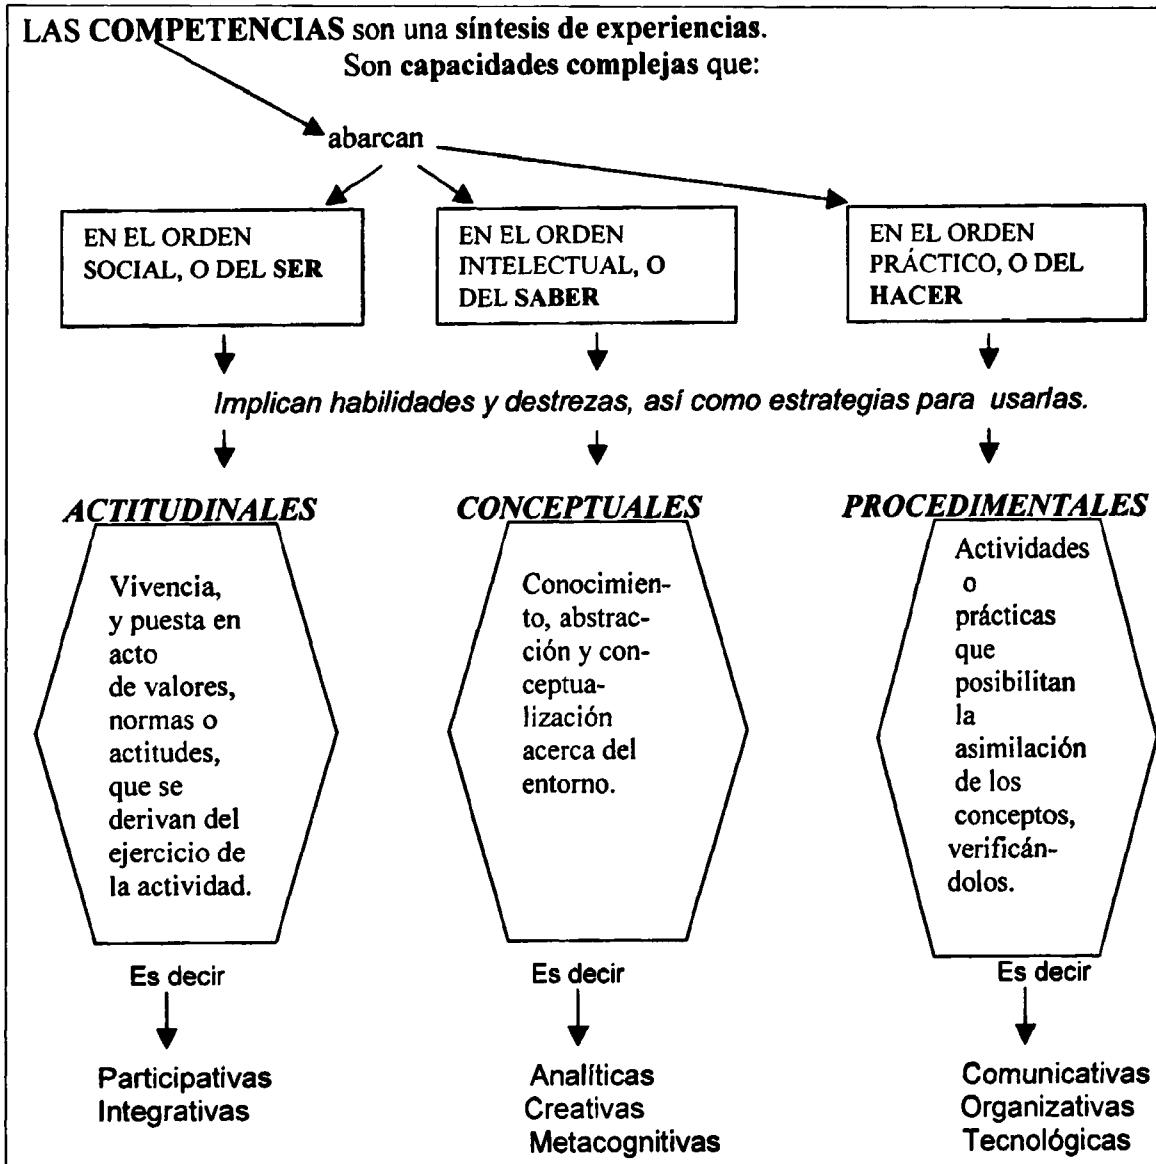 LAS COMPETENCIAS son una síntesis de experiencias.
Son capacidades complejas que:
abarcan
EN EL ORDEN
SOCIAL, O DEL SER
EN EL ORDEN
INTELECTUAL, O
DEL SABER
EN EL ORDEN
PRÁCTICO, O DEL
HACER
Implican habilidades y destrezas, así como estrategias para usarlas.
ACTITUDINALES
Vivencia,
y puesta en
acto
de valores,
normas o
actitudes,
que se
derivan del
ejercicio de
la actividad.
Es decir
Participativas
Integrativas
CONCEPTUALES
Conocimien-
to, abstrac-
ción y con-
ceptua-
lización
acerca del
entorno.
Es decir
Analíticas
Creativas
Metacognitivas
PROCEDIMENTALES
Actividades
o
prácticas
que
posibilitan
la
asimilación
de los
conceptos,
verificán-
dolos.
Es decir
Comunicativas
Organizativas
Tecnológicas